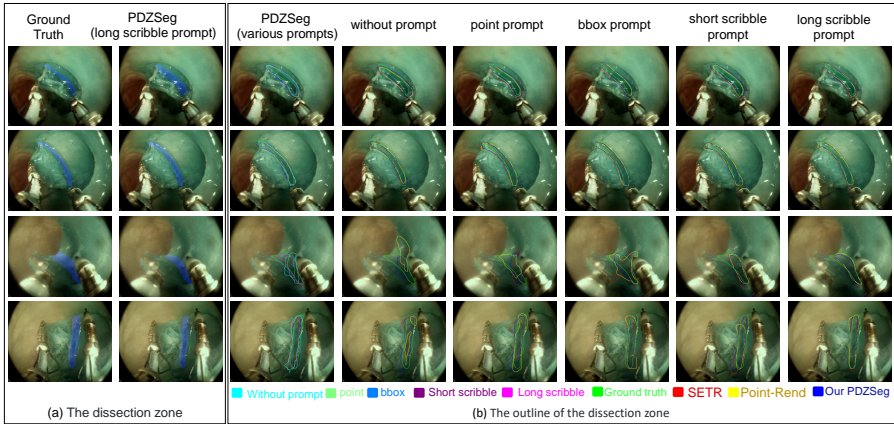 Ground
Truth
PDZSeg
(long scribble prompt)
PDZSeg
(various prompts)
without prompt
point prompt
bbox prompt
short scribble
prompt
long scribble
prompt
Without prompt point bbox Short scribble Long scribble Ground truth SETR Point-Rend Our PDZSeg
(a) The dissection zone
(b) The outline of the dissection zone